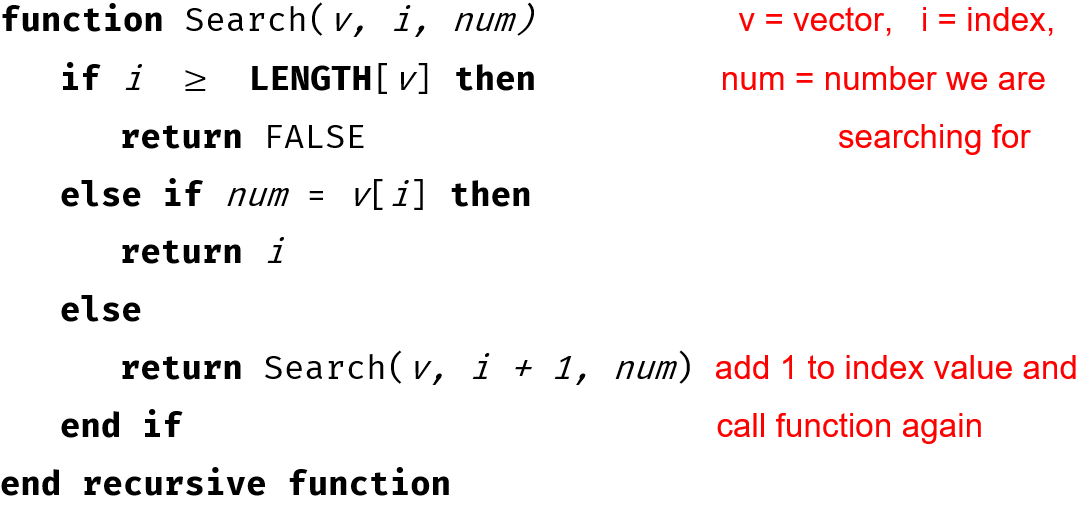 function Search(v, i, num) v = vector, i = index,
if i ≥ LENGTH[v] then num = number we are
return FALSE searching for
else if num = v[i] then
return i
else
return Search(v, i + 1, num) add 1 to index value and
end if call function again
end recursive function